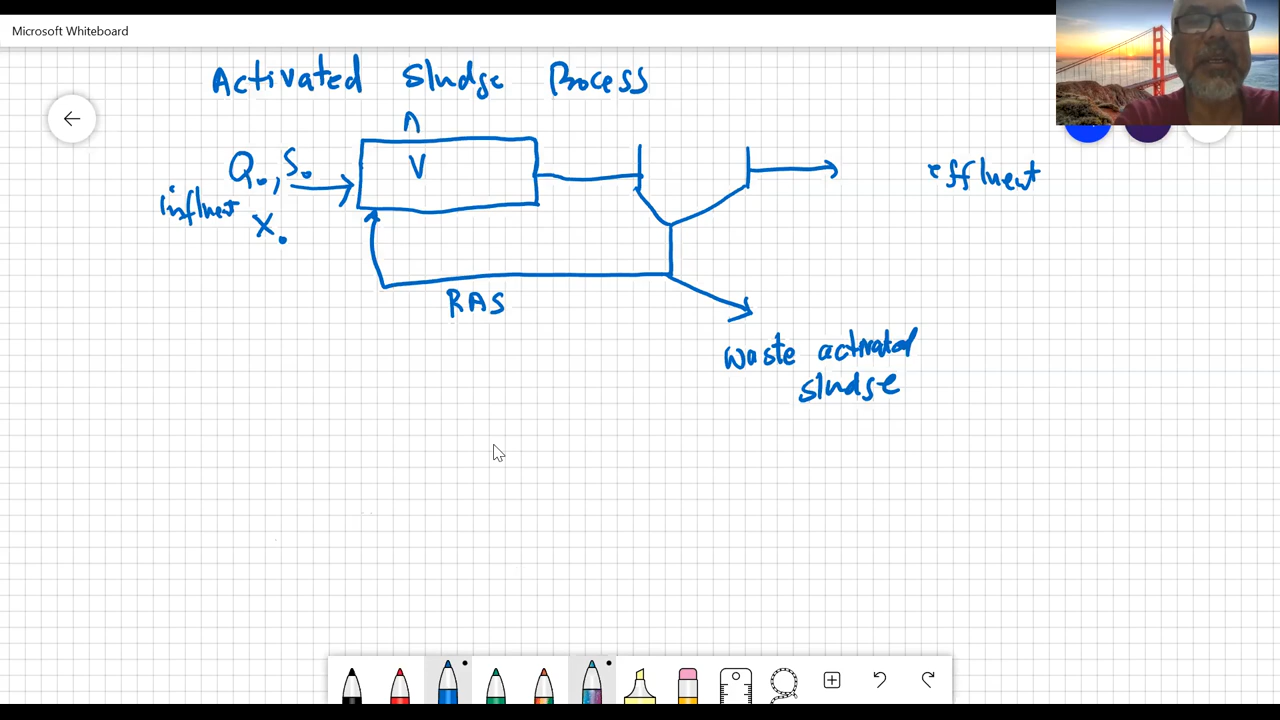 Microsoft Whiteboard
Activated Sludge Process
Q₀, S₀
V
influent
X₀
effluent
RAS
waste activated
sludge